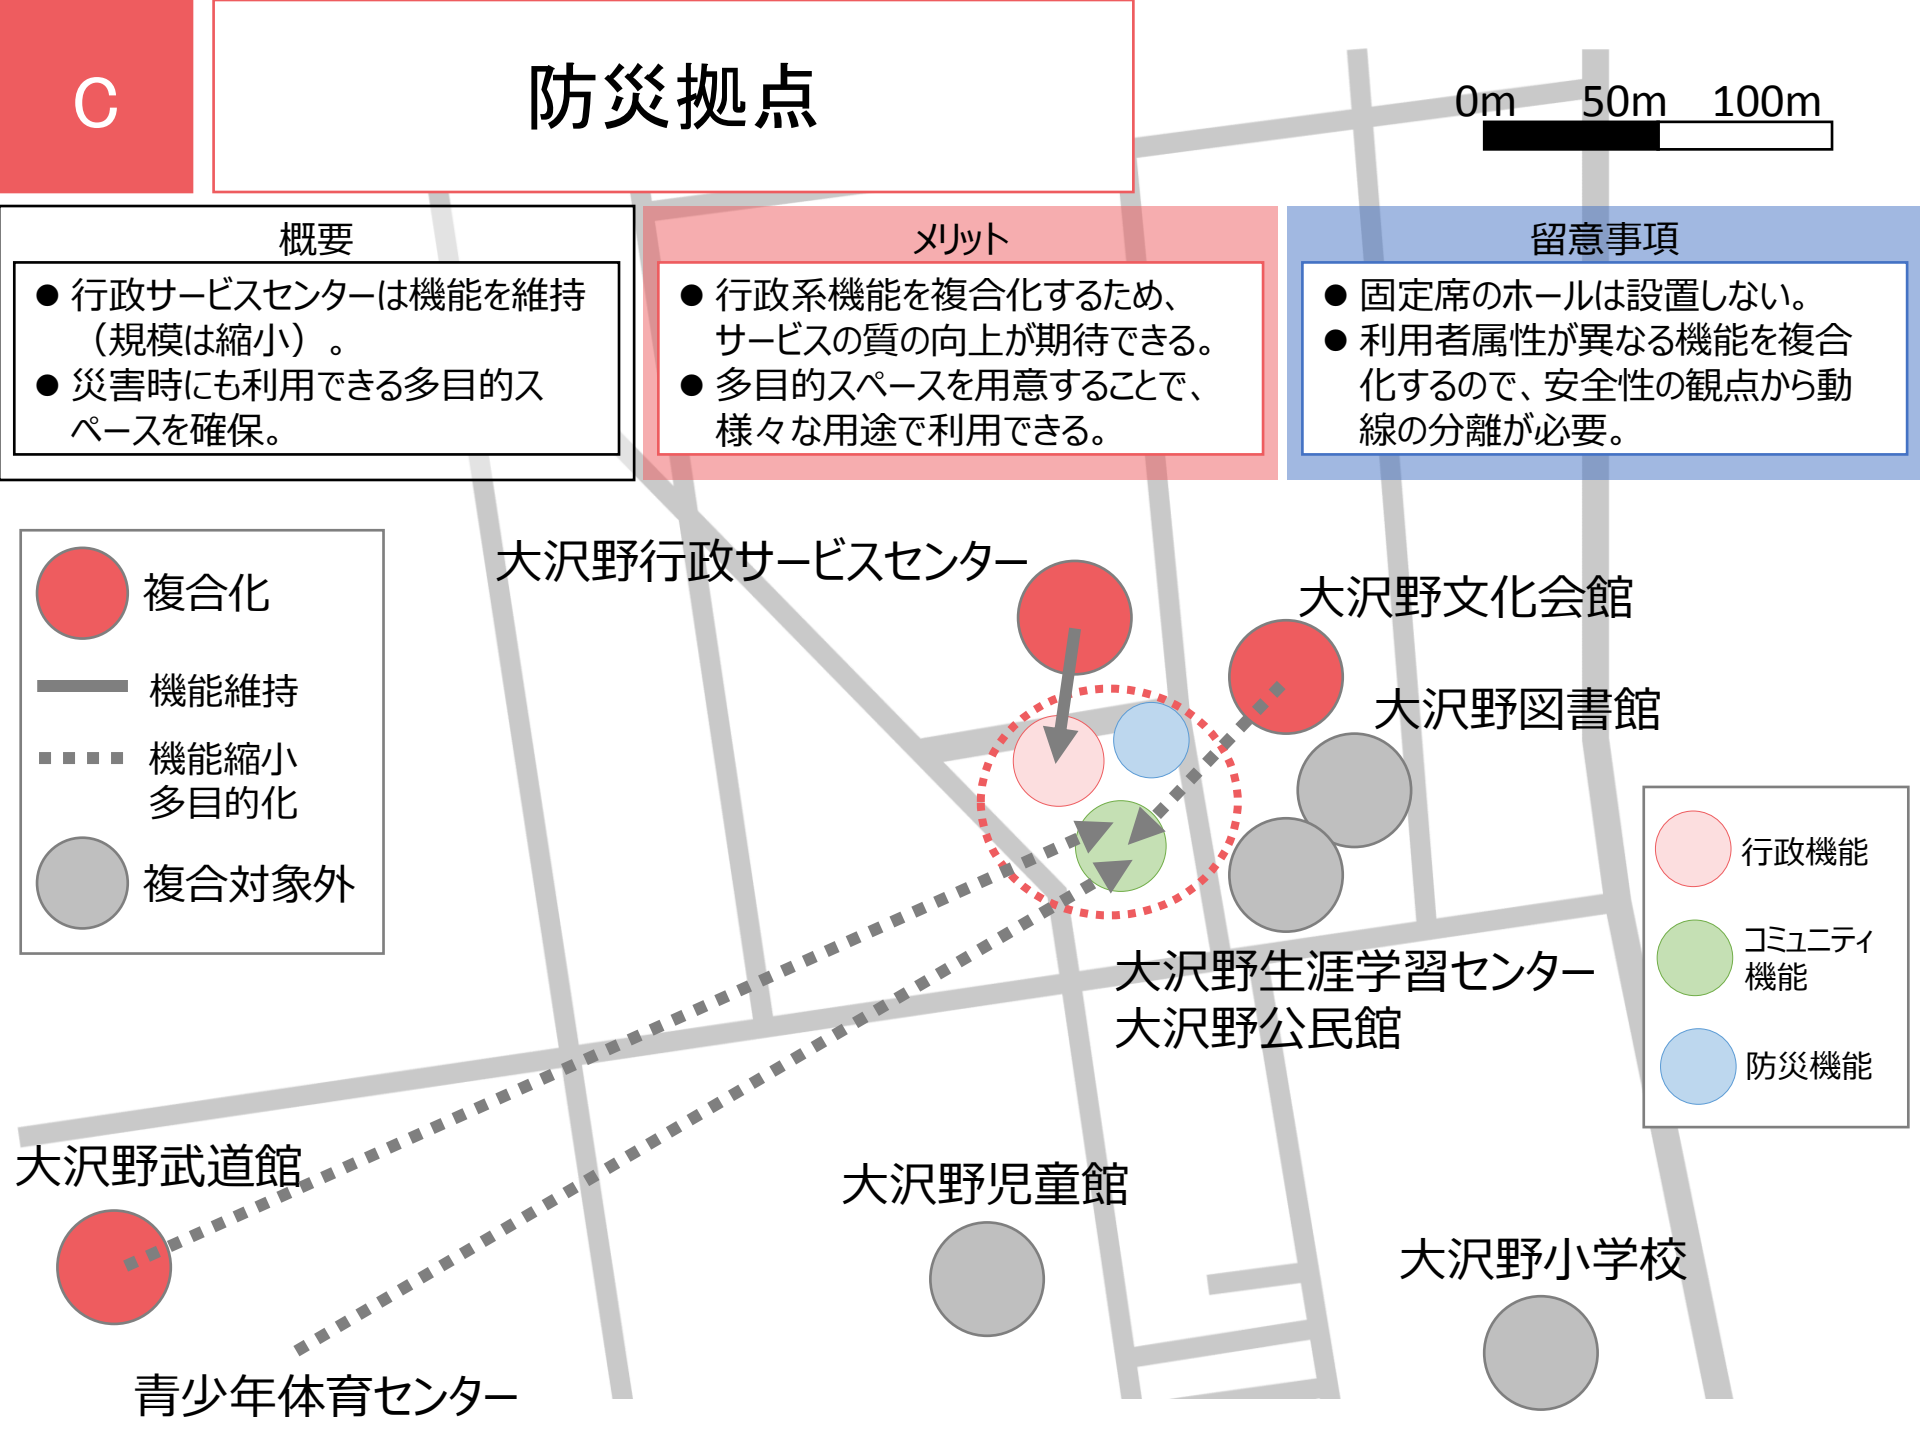 C
防災拠点
0m 50m 100m
概要
● 行政サービスセンターは機能を維持
（規模は縮小）。
● 災害時にも利用できる多目的ス
ペースを確保。
メリット
● 行政系機能を複合化するため、
サービスの質の向上が期待できる。
● 多目的スペースを用意することで、
様々な用途で利用できる。
留意事項
● 固定席のホールは設置しない。
● 利用者属性が異なる機能を複合
化するので、安全性の観点から動
線の分離が必要。
複合化
機能維持
機能縮小
多目的化
複合対象外
大沢野行政サービスセンター
大沢野文化会館
大沢野図書館
行政機能
コミュニティ
機能
防災機能
大沢野生涯学習センター
大沢野公民館
大沢野武道館
大沢野児童館
大沢野小学校
青少年体育センター